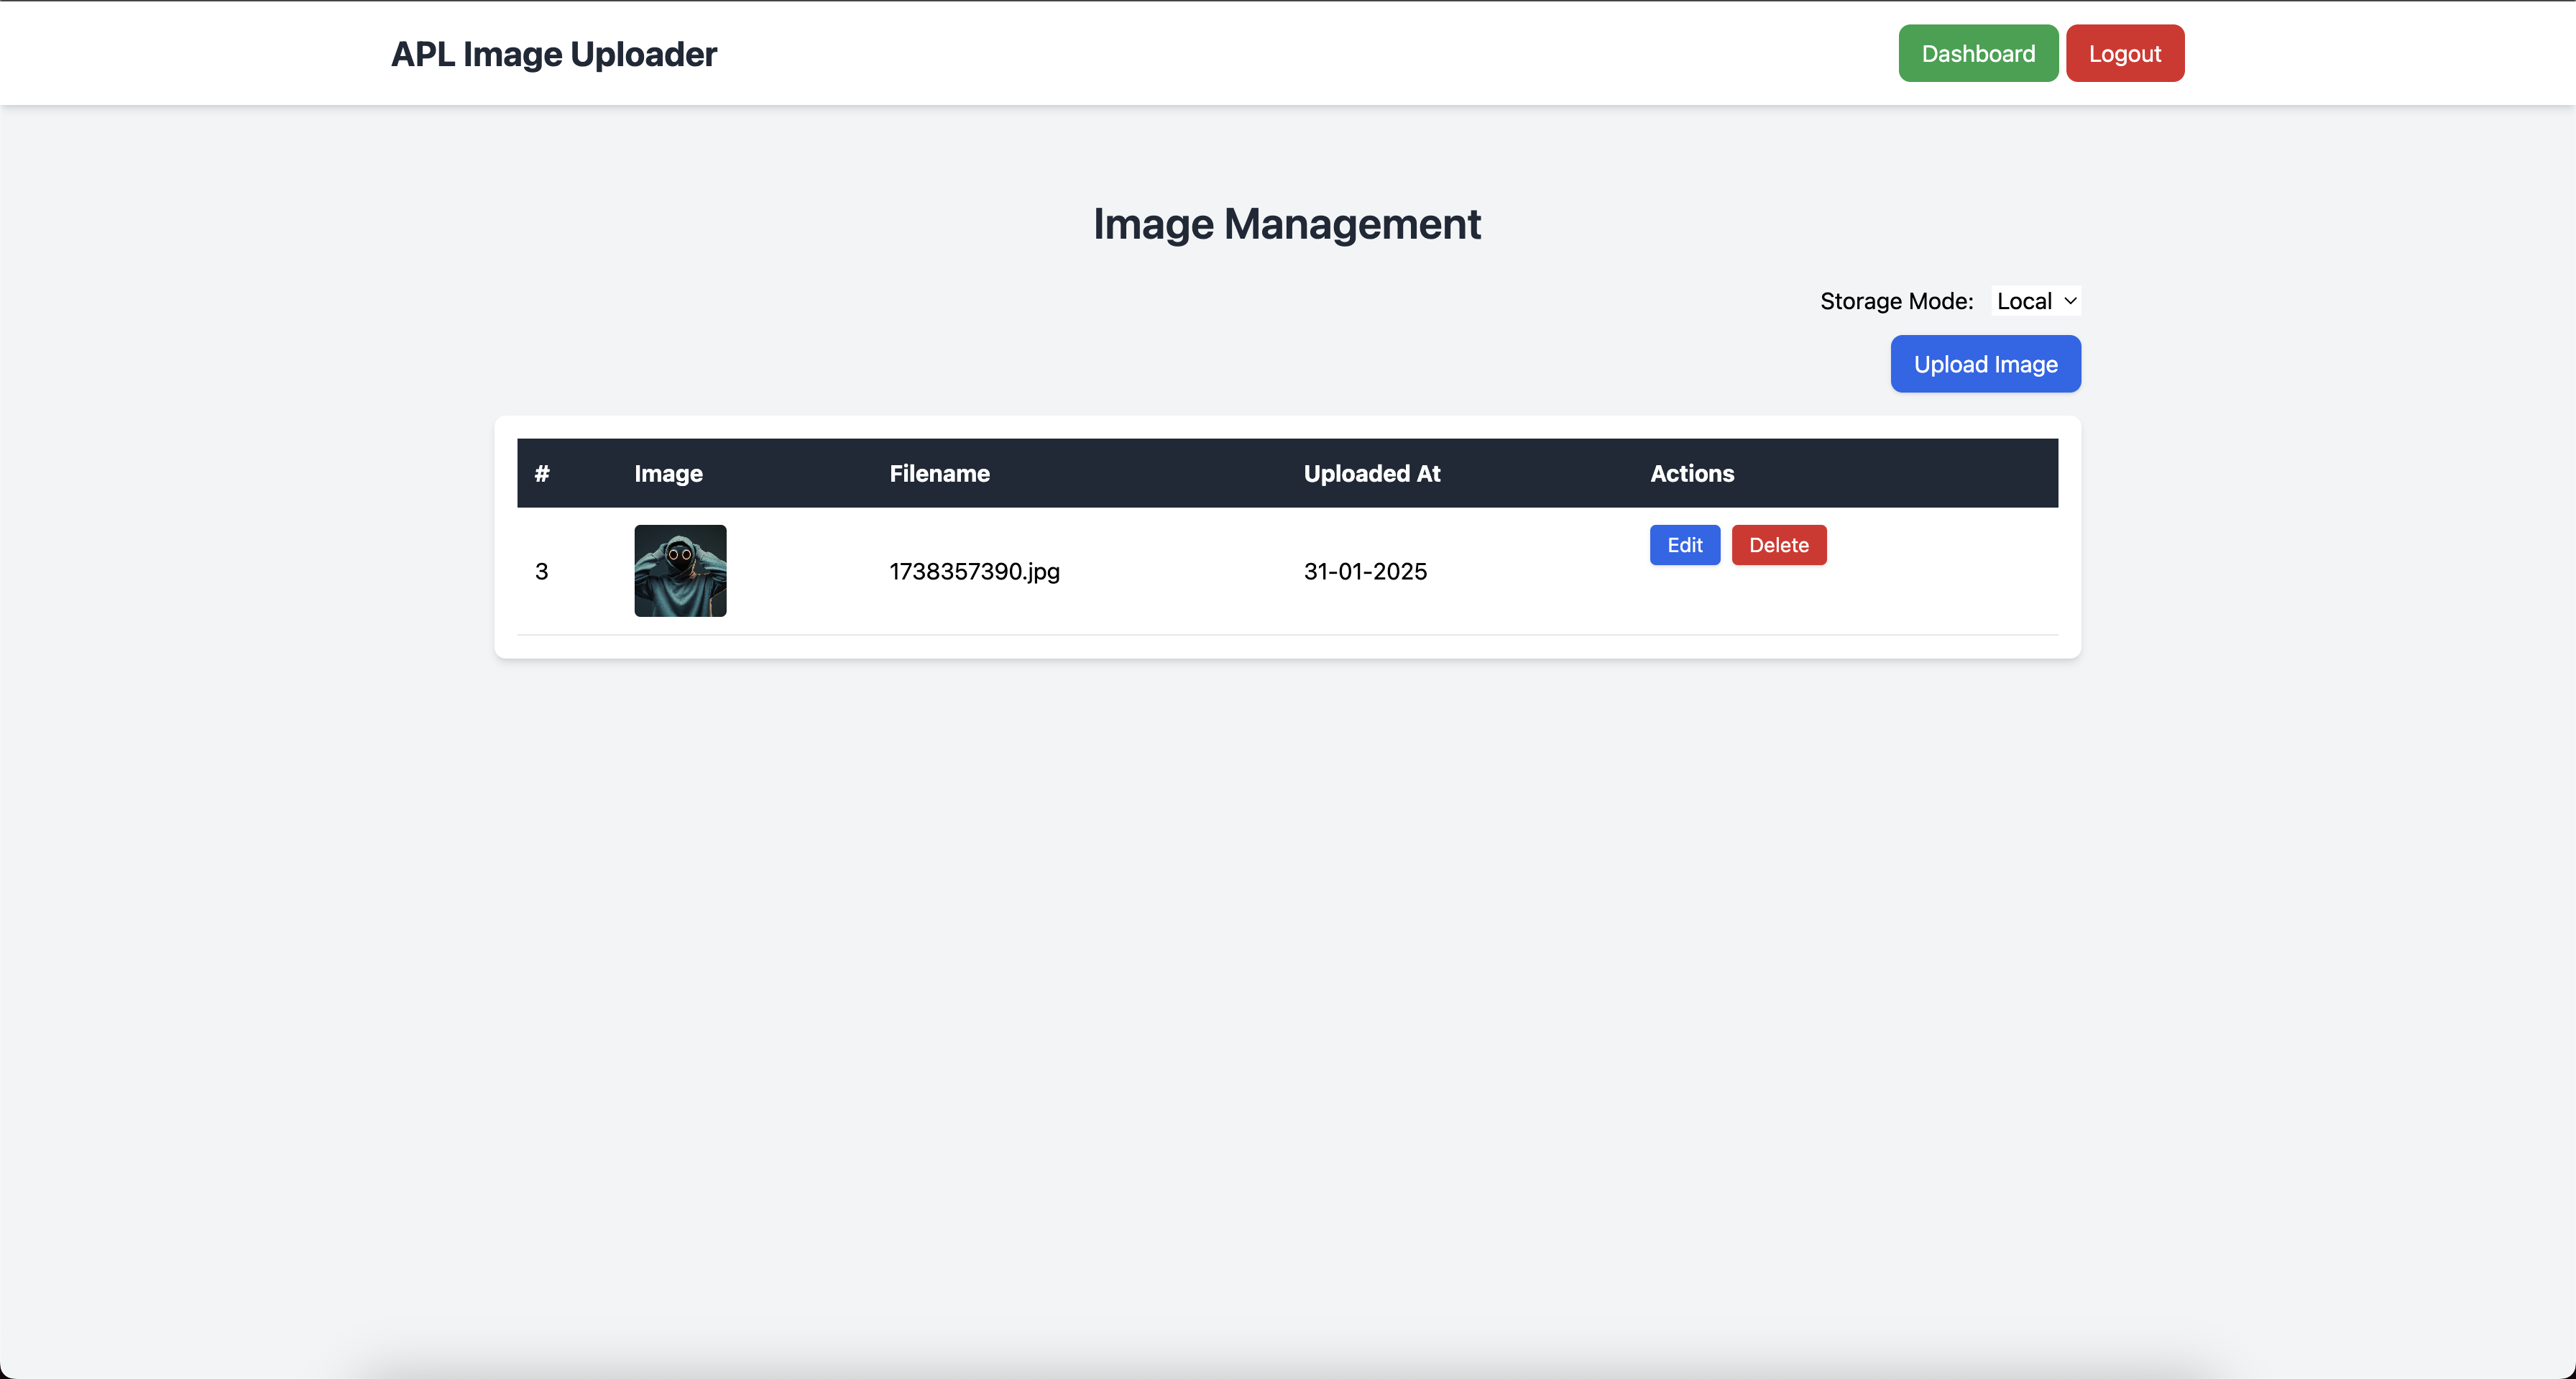 APL Image Uploader
Dashboard
Logout
Image Management
Storage Mode: Local
Upload Image
# Image Filename Uploaded At Actions
3 1738357390.jpg 31-01-2025 Edit Delete